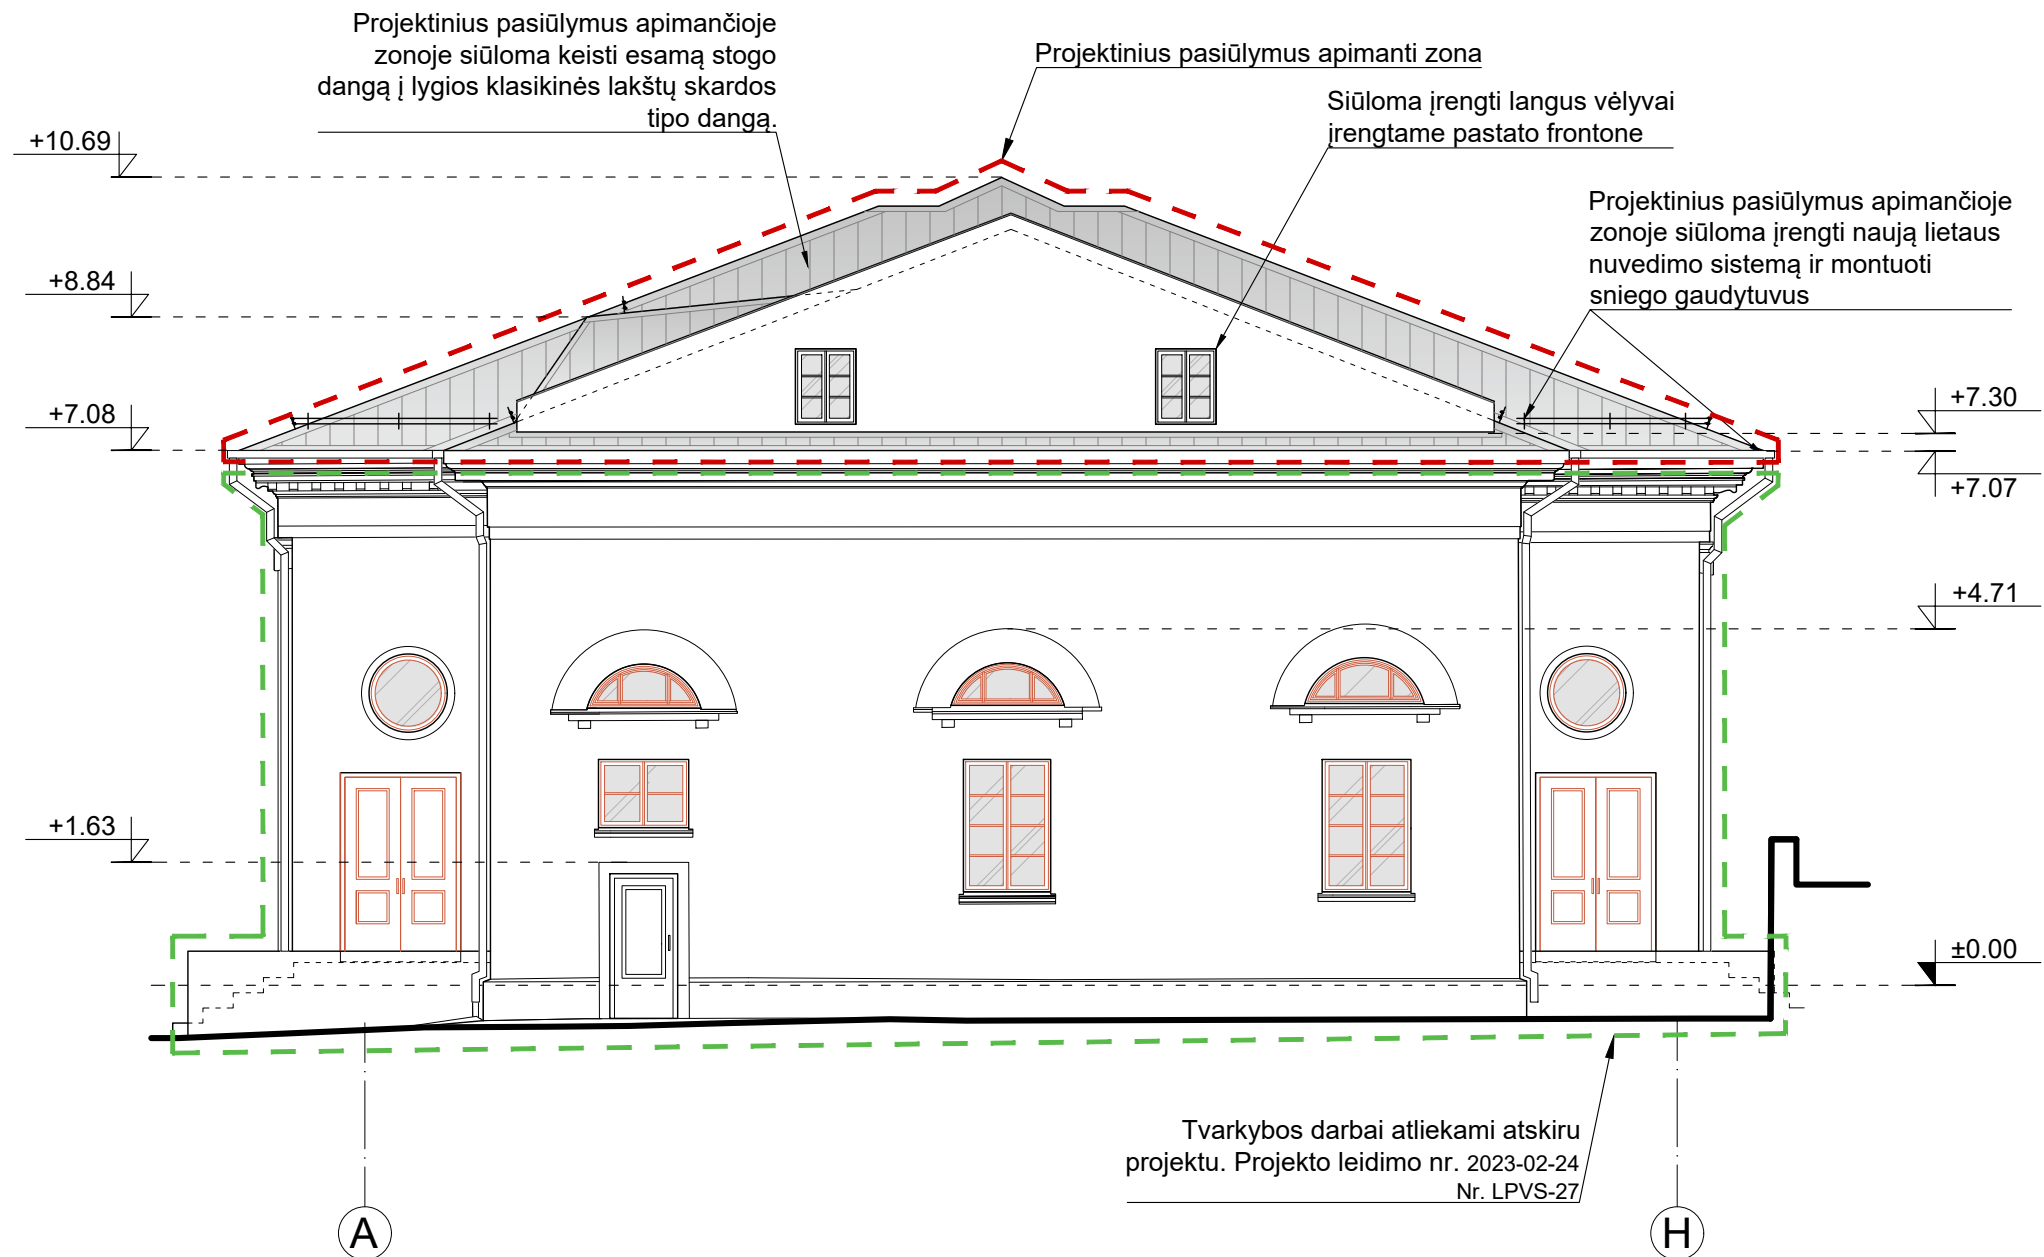 Projektinius pasiūlymus apimančioje
zonoje siūloma keisti esamą stogo
dangą į lygios klasikinės lakštų skardos
tipo dangą.
Projektinius pasiūlymus apimanti zona
Siūloma įrengti langus vėlyvai
įrengtame pastato frontone
Projektinius pasiūlymus apimančioje
zonoje siūloma įrengti naują lietaus
nuvedimo sistemą ir montuoti
sniego gaudytuvus
+10.69
+8.84
+7.08
+1.63
+7.30
+7.07
+4.71
±0.00
Tvarkybos darbai atliekami atskiru
projektu. Projekto leidimo nr. 2023-02-24
Nr. LPVS-27
A
H